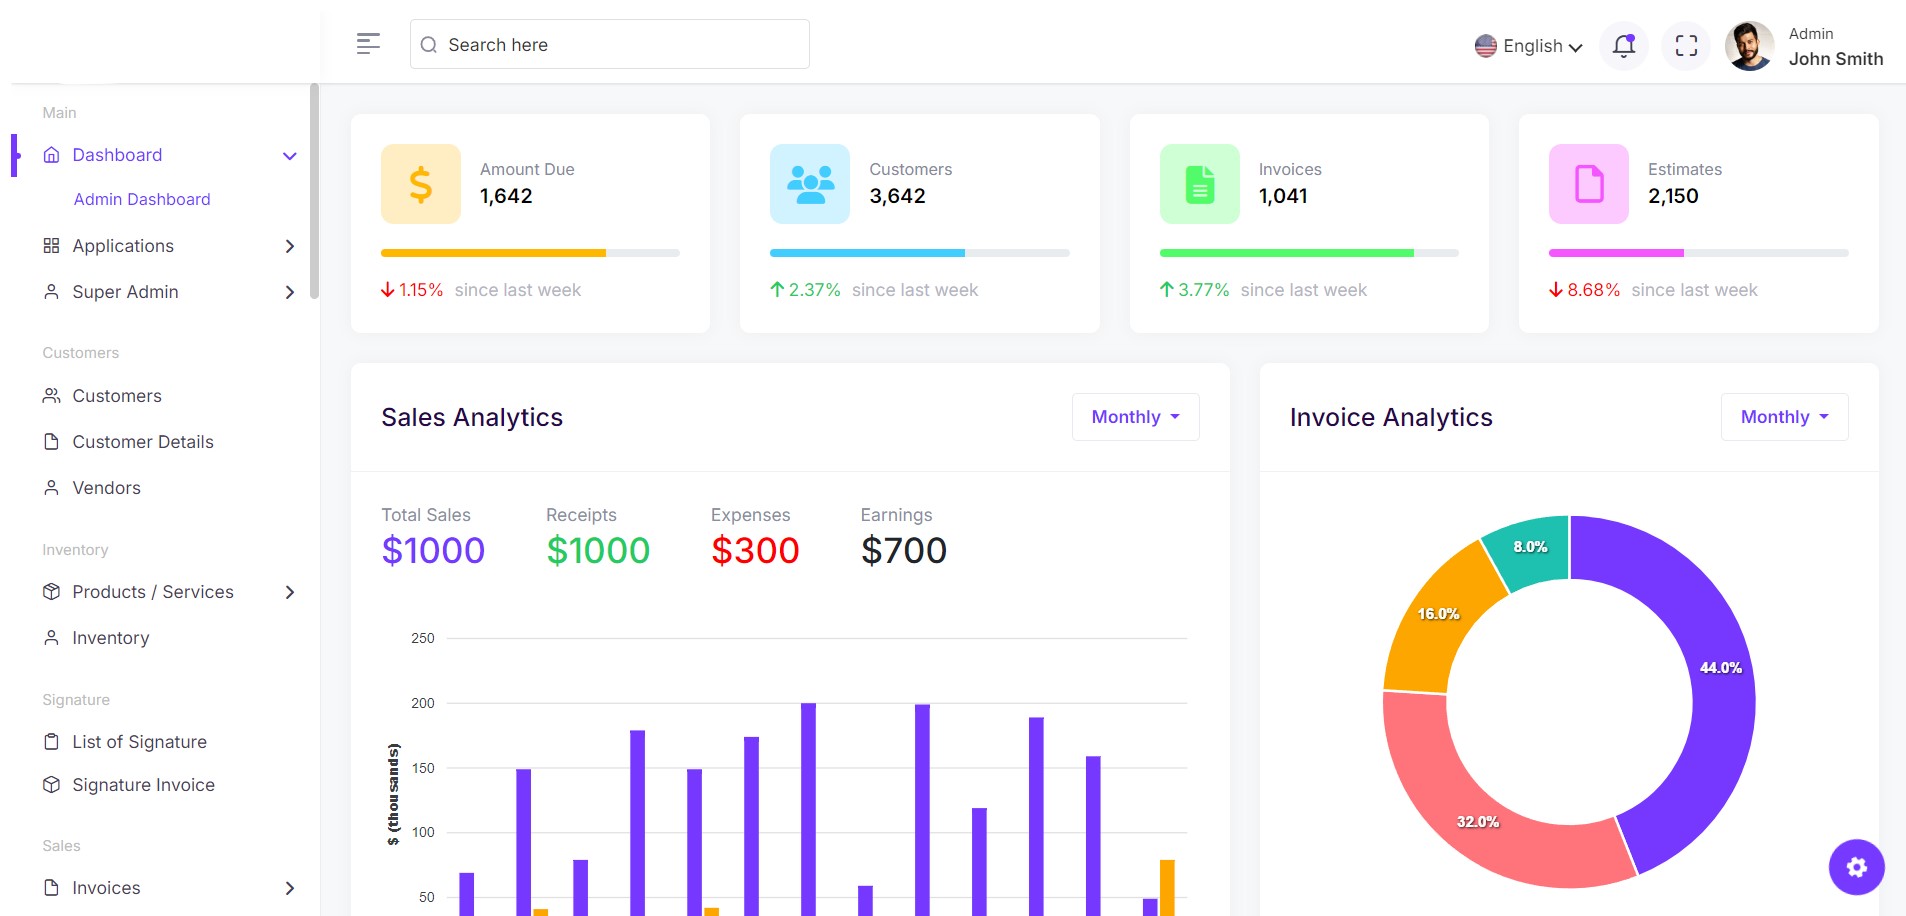 Search here
English
Admin
John Smith
Main
Dashboard
Admin Dashboard
Applications
Super Admin
Customers
Customers
Customer Details
Vendors
Inventory
Products / Services
Inventory
Signature
List of Signature
Signature Invoice
Sales
Invoices
Amount Due
1,642
1.15% since last week
Customers
3,642
2.37% since last week
Invoices
1,041
3.77% since last week
Estimates
2,150
8.68% since last week
Sales Analytics
Monthly
Total Sales
$1000
Receipts
$1000
Expenses
$300
Earnings
$700
$ (thousands)
250
200
150
100
50
Invoice Analytics
Monthly
8.0%
16.0%
44.0%
32.0%